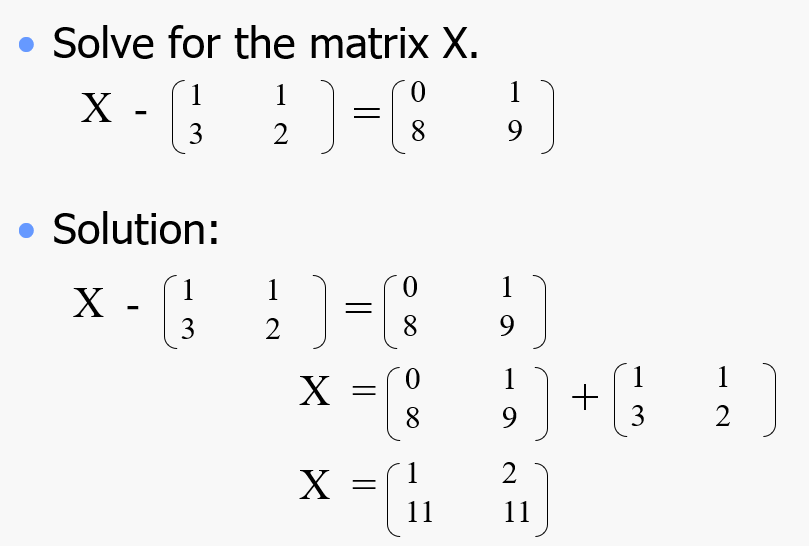 • Solve for the matrix X.
X - ( 1 1 ) = ( 0 1 )
3 2 8 9
• Solution:
X - ( 1 1 ) = ( 0 1 )
3 2 8 9
X = ( 0 1 ) + ( 1 1 )
8 9 3 2
X = ( 1 2 )
11 11